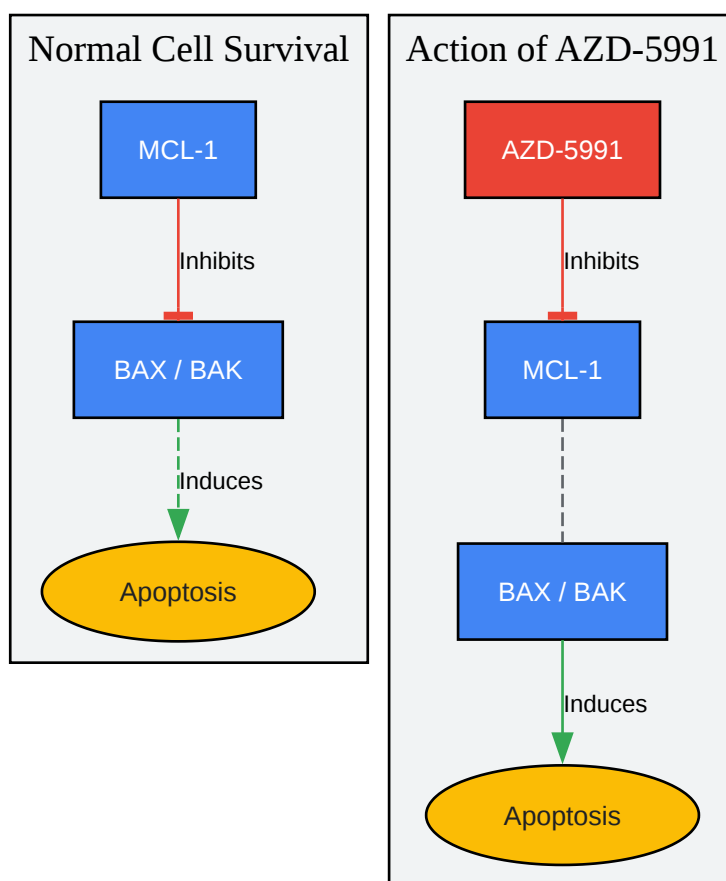 Normal Cell Survival
MCL-1
Inhibits
BAX / BAK
Induces
Apoptosis
Action of AZD-5991
AZD-5991
Inhibits
MCL-1
BAX / BAK
Induces
Apoptosis